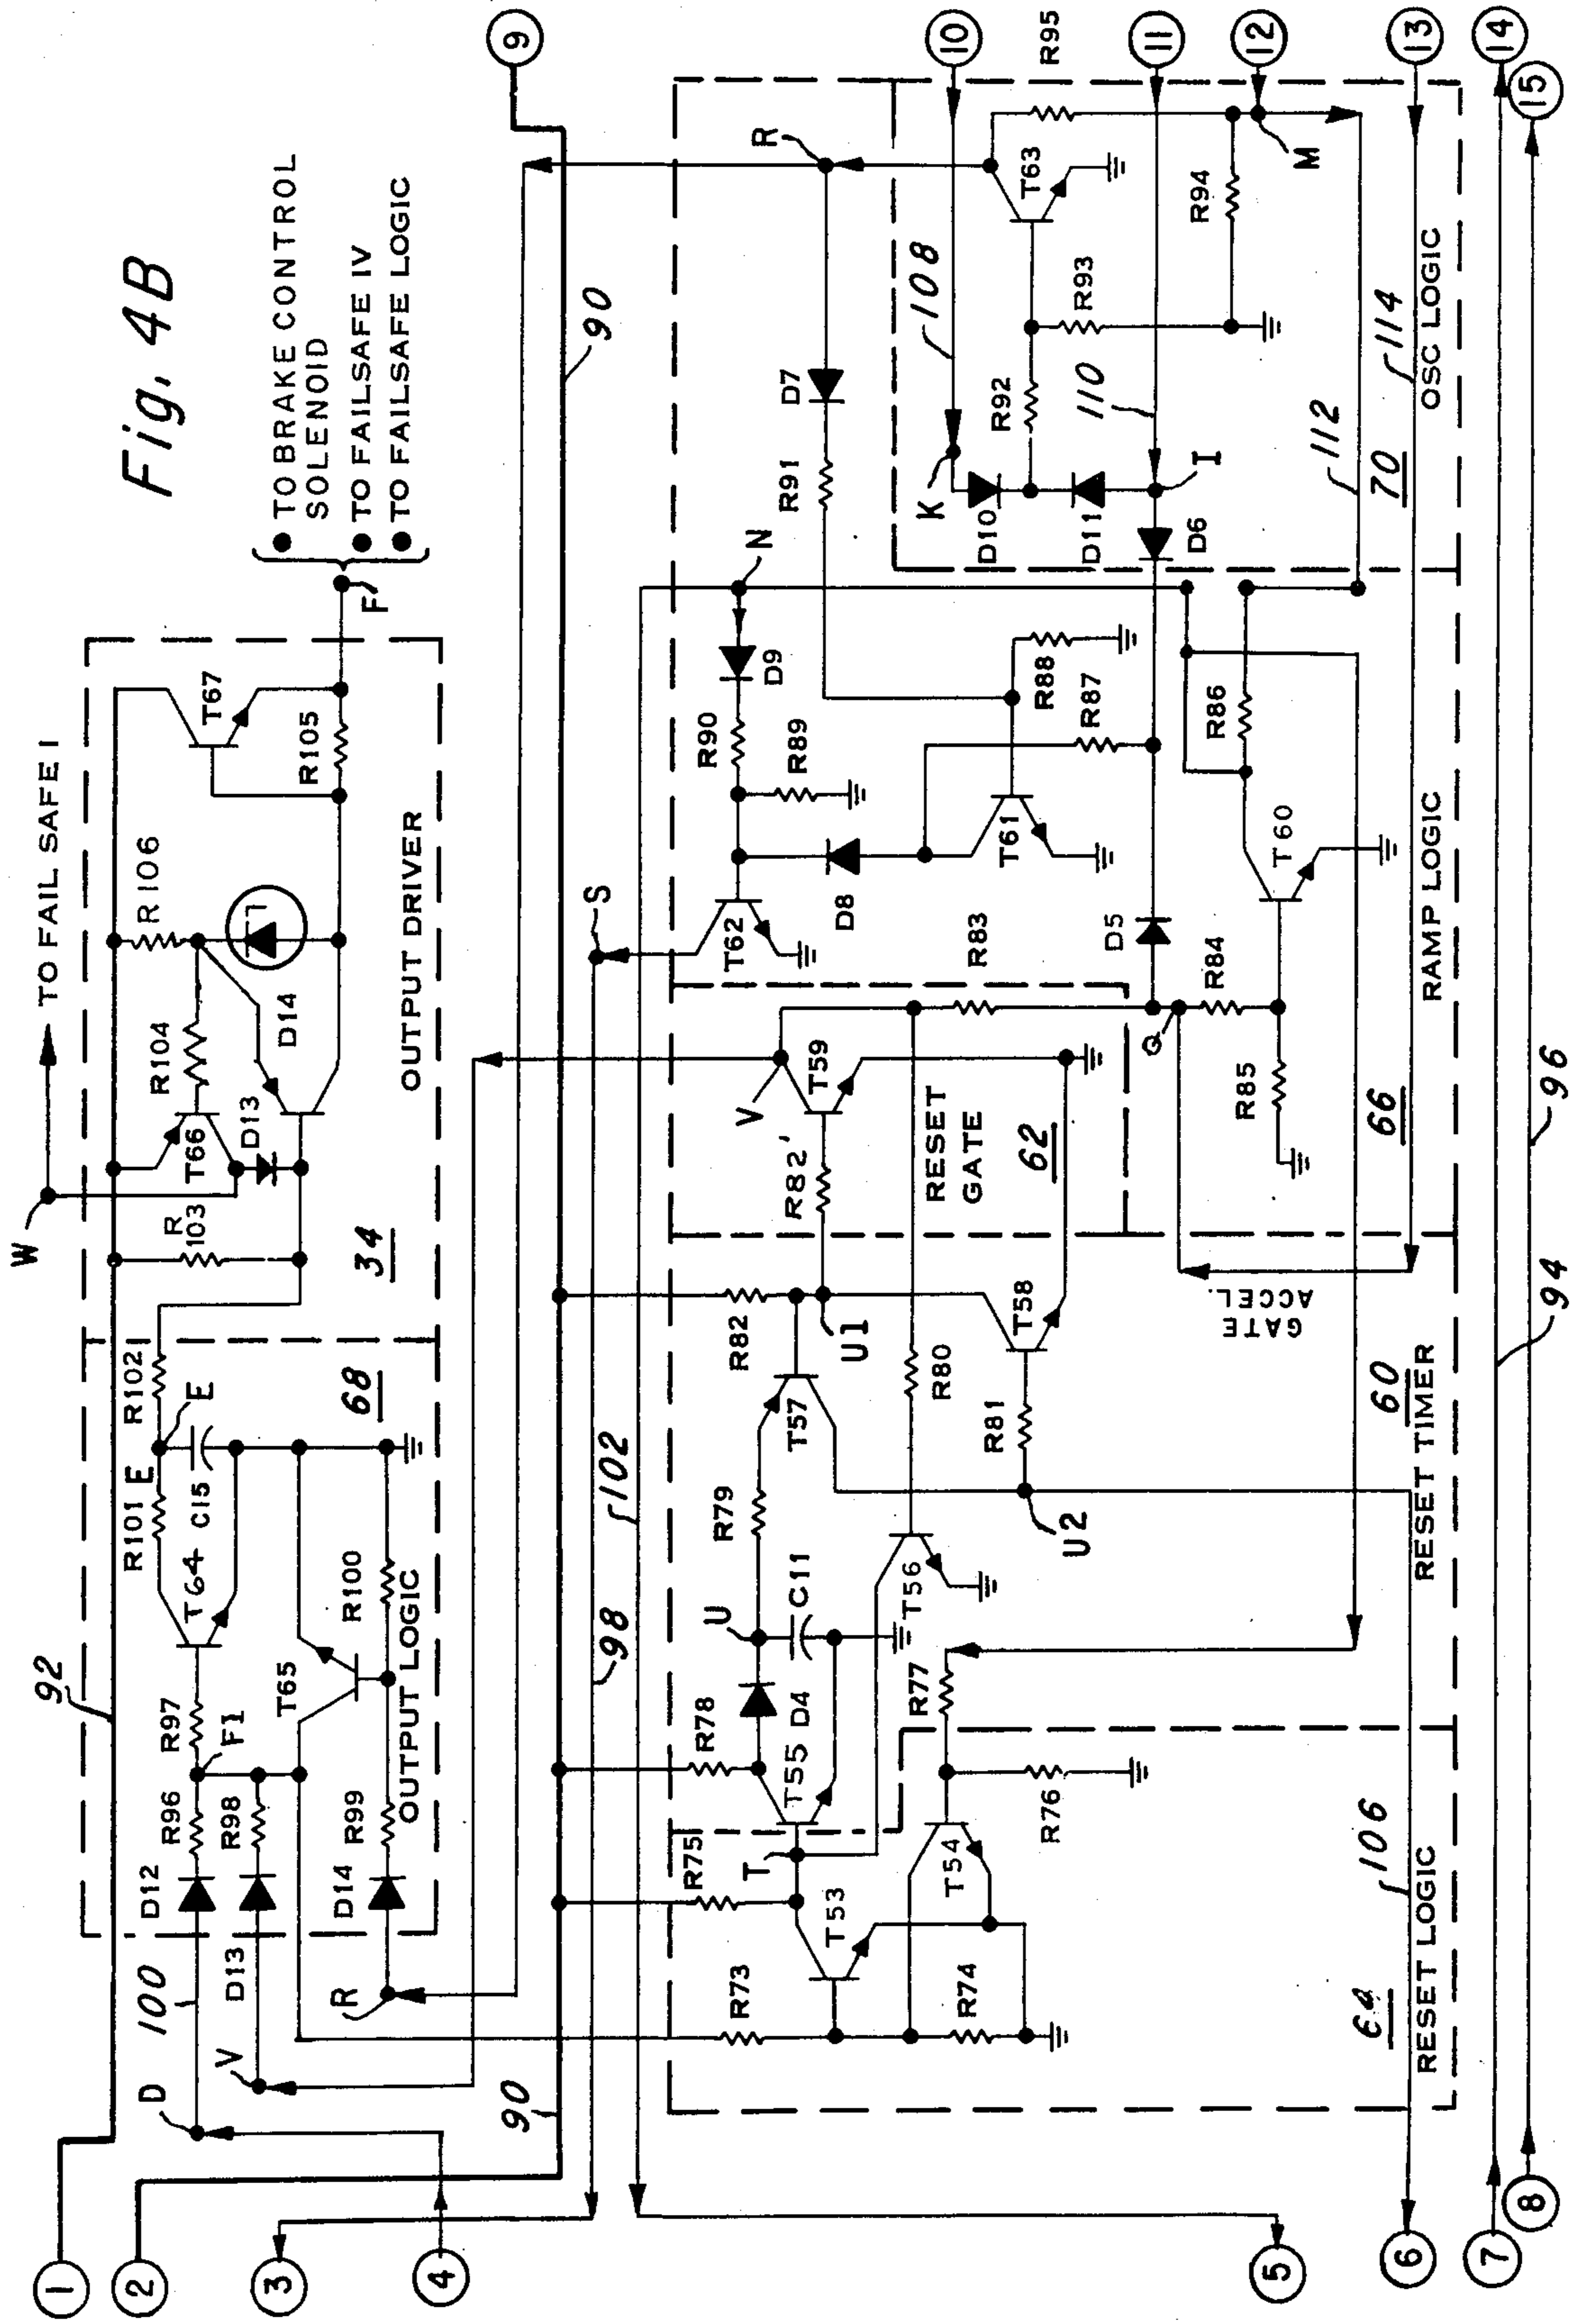 Fig. 4B
TO FAIL SAFE I
W
TO BRAKE CONTROL
SOLENOID
TO FAILSAFE IV
TO FAILSAFE LOGIC
F
1
2
3
4
5
6
7
8
9
10
11
12
13
14
15
92
100
D
V
R
D12
D13
D14
R96
R98
R99
R97
F1
T64
T65
R100
R101
E
E
C15
R102
68
OUTPUT LOGIC
R
103
34
T66
D13
R104
D14
R106
T67
R105
OUTPUT DRIVER
90
90
98
102
S
R
N
R73
R74
R75
T
T53
T54
R76
R77
T55
R78
D4
U
C11
R79
T56
T57
R80
R81
U2
U1
R82
T58
R82'
RESET
GATE
62
V
T59
GATE
ACCEL.
64
RESET LOGIC
106
60
RESET TIMER
T62
R83
D8
R89
R90
D9
T61
R88
R87
D5
Q
R84
R85
T60
R86
66
RAMP LOGIC
R91
D7
K
D10
D11
D6
I
R92
R93
T63
R94
R95
M
108
110
112
114
70
OSC LOGIC
94
96